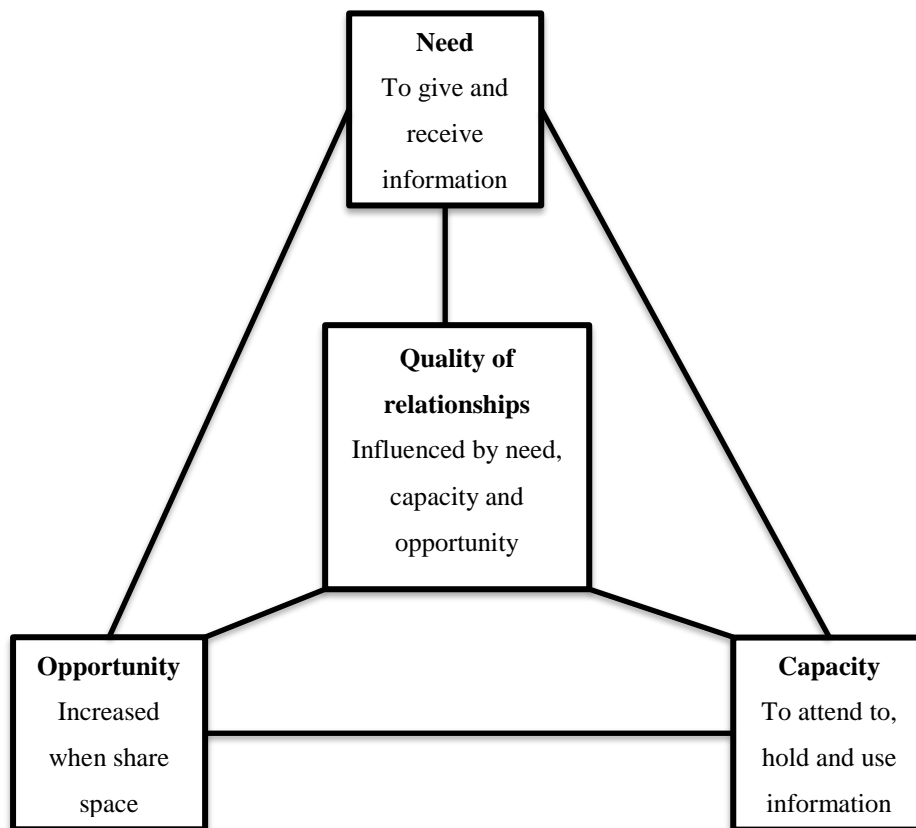 Need
To give and
receive
information
Quality of
relationships
Influenced by need,
capacity and
opportunity
Opportunity
Increased
when share
space
Capacity
To attend to,
hold and use
information